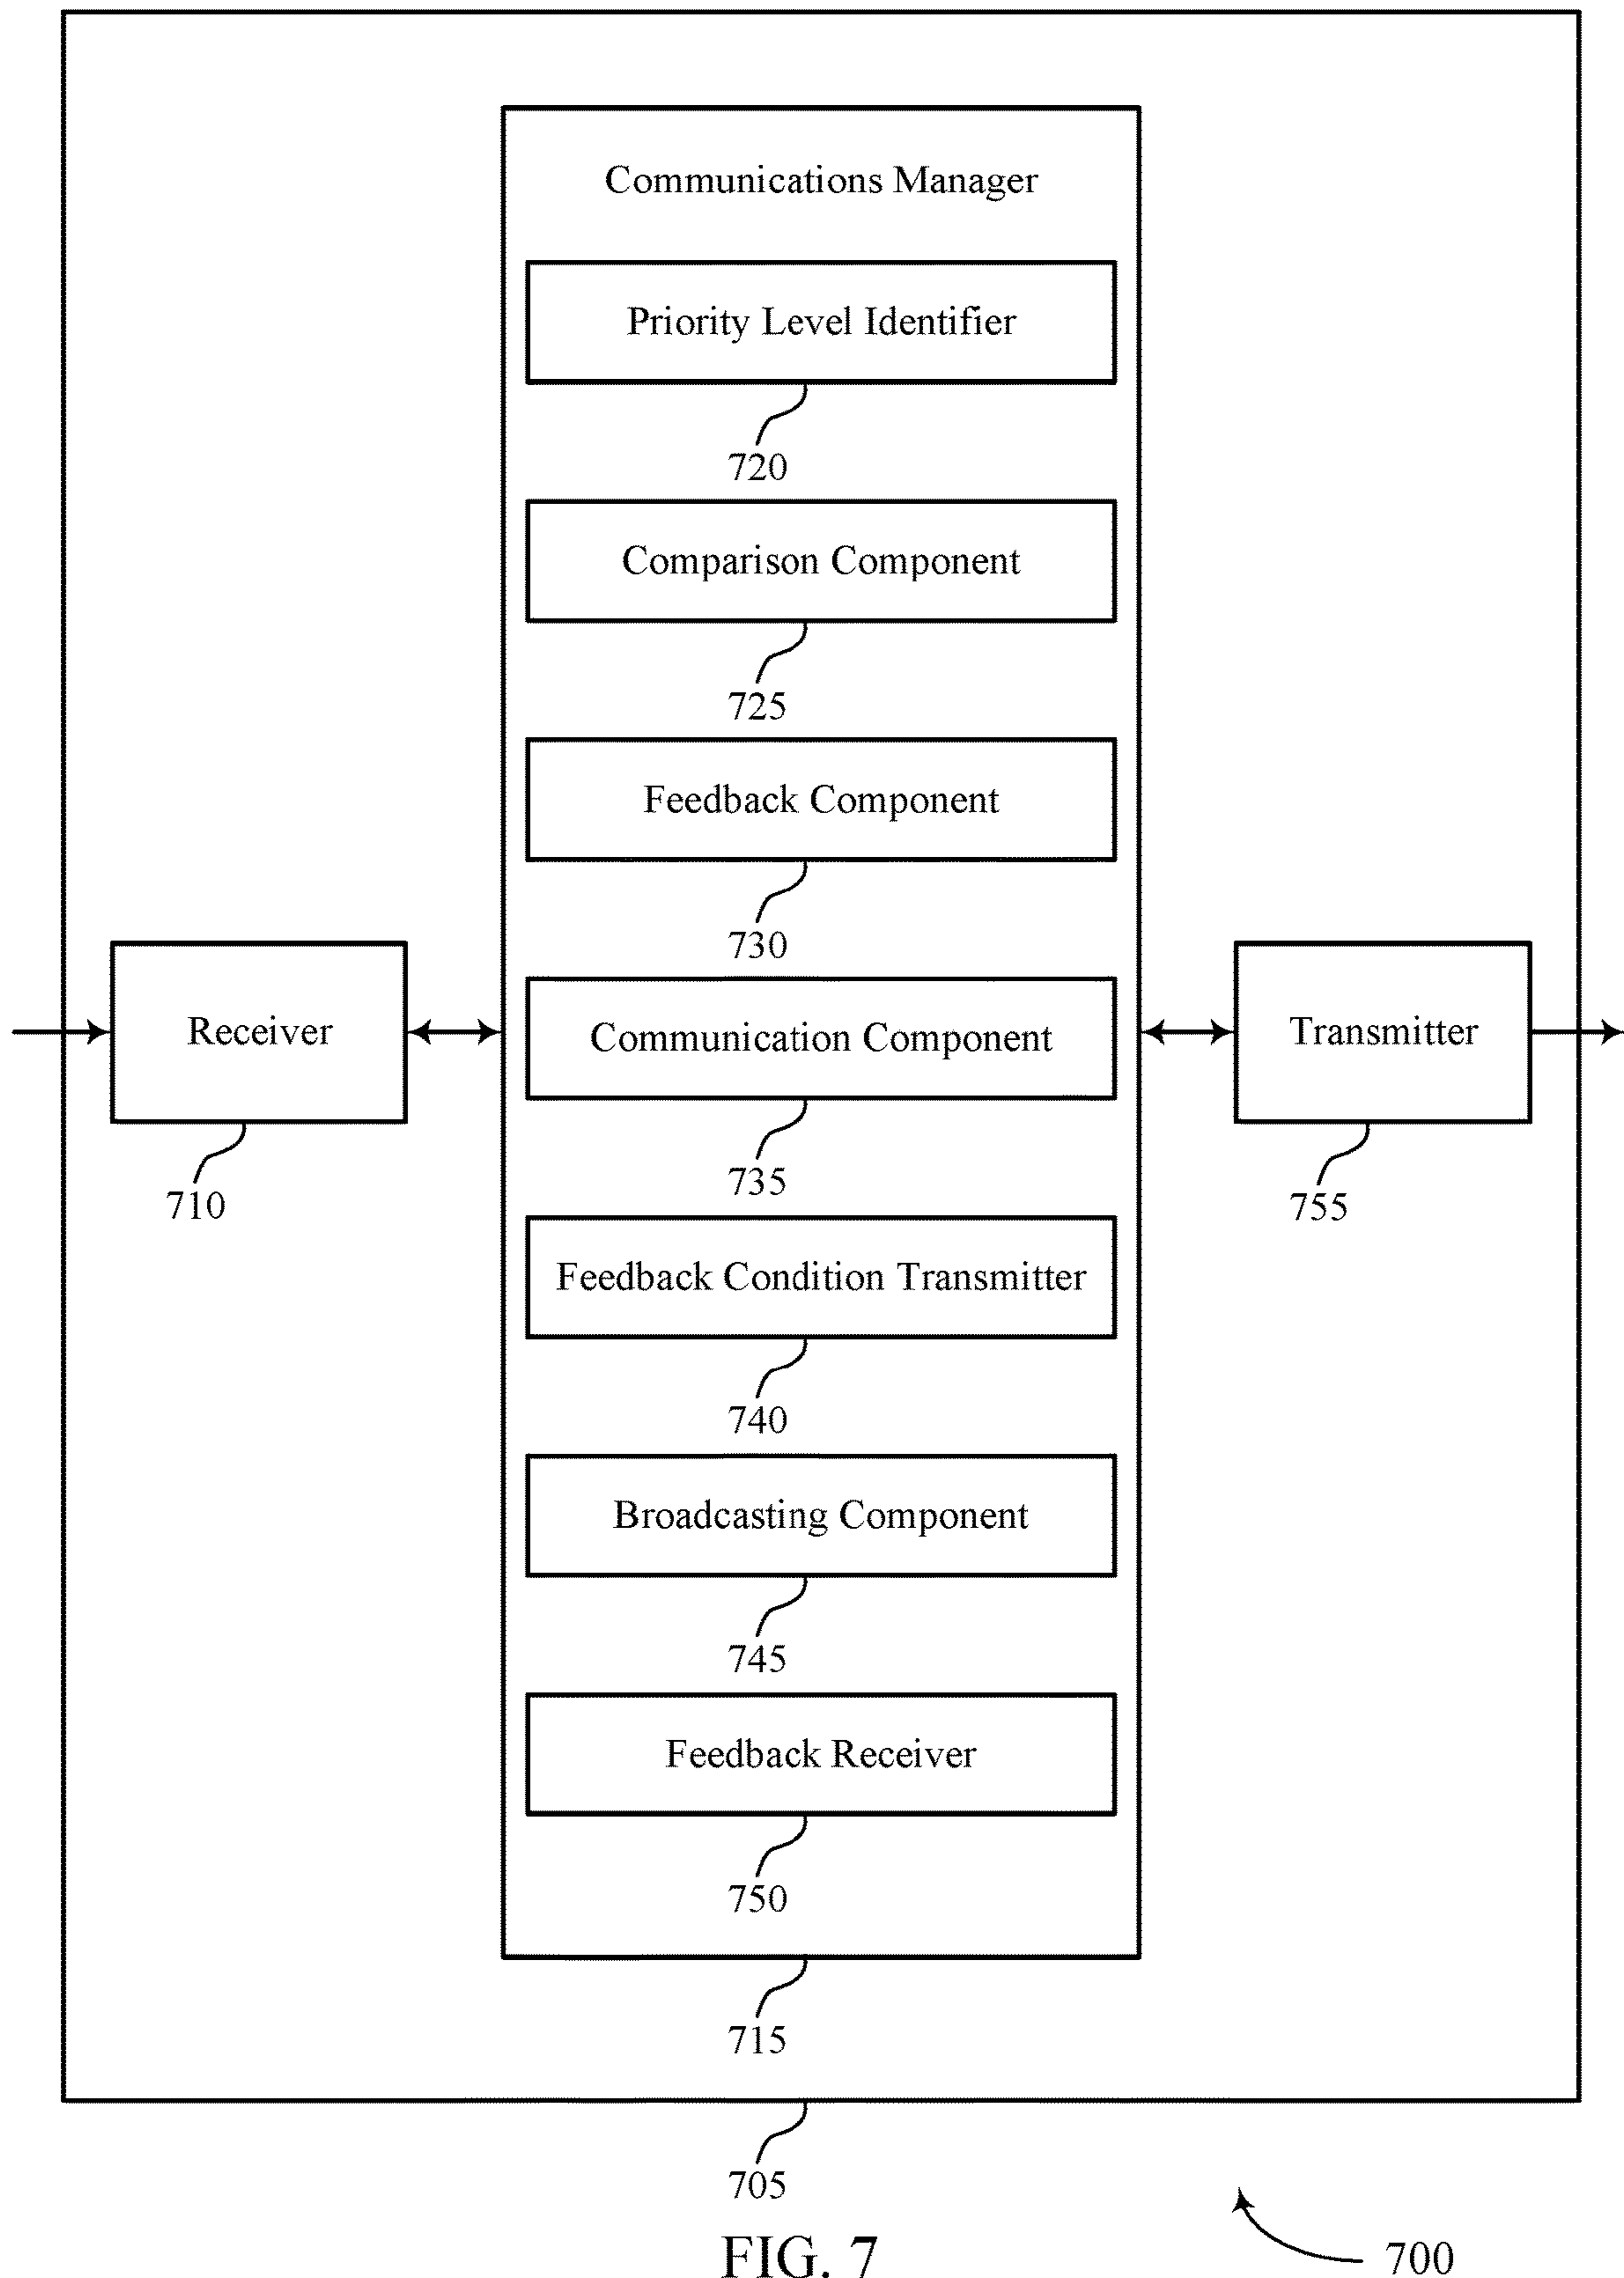 Communications Manager
Priority Level Identifier
720
Comparison Component
725
Feedback Component
730
Receiver
710
Communication Component
735
Transmitter
755
Feedback Condition Transmitter
740
Broadcasting Component
745
Feedback Receiver
750
715
705
700
FIG. 7